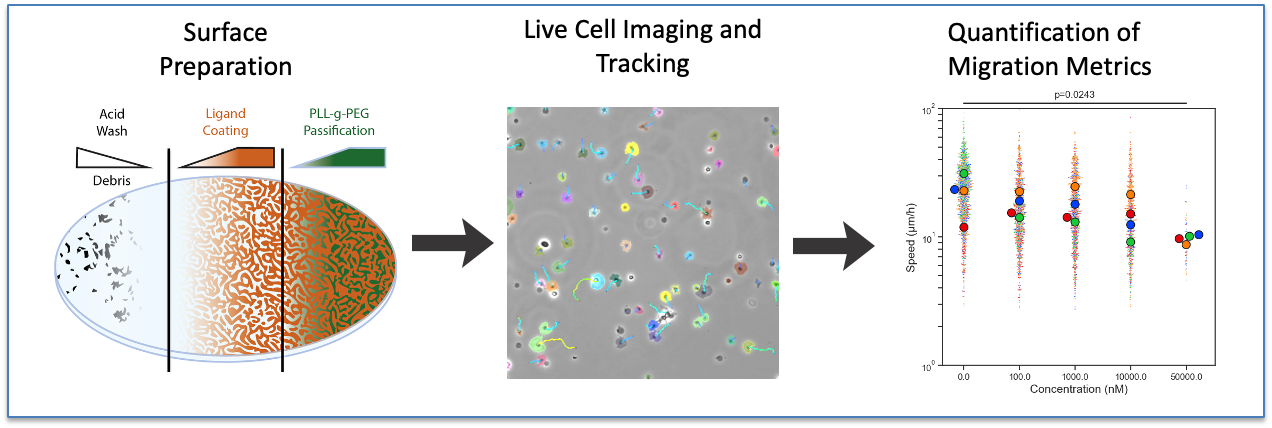 Surface
Preparation
Acid
Wash
Ligand
Coating
PLL-g-PEG
Passification
Debris
Live Cell Imaging and
Tracking
Quantification of
Migration Metrics
p=0.0243
10²
10¹
10⁰
Speed (μm/h)
0.0
100.0
1000.0
10000.0
50000.0
Concentration (nM)